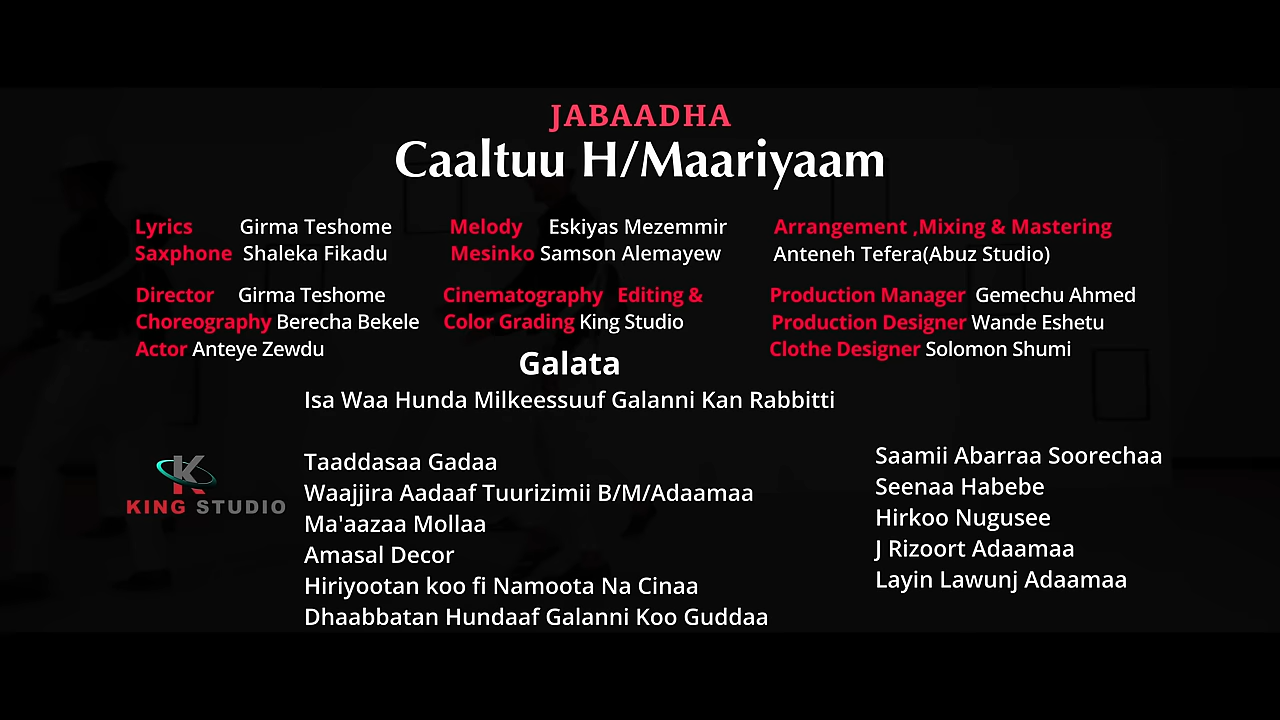 JABAADHA
Caaltuu H/Maariyaam
Lyrics Girma Teshome
Saxphone Shaleka Fikadu
Melody Eskiyas Mezemmir
Mesinko Samson Alemayew
Arrangement ,Mixing & Mastering
Anteneh Tefera(Abuz Studio)
Director Girma Teshome
Choreography Berecha Bekele
Actor Anteye Zewdu
Cinematography Editing &
Color Grading King Studio
Production Manager Gemechu Ahmed
Production Designer Wande Eshetu
Clothe Designer Solomon Shumi
Galata
Isa Waa Hunda Milkeessuuf Galanni Kan Rabbitti
K
KING STUDIO
Taaddasaa Gadaa
Waajjira Aadaaf Tuurizimii B/M/Adaamaa
Ma'aazaa Mollaa
Amasal Decor
Hiriyootan koo fi Namoota Na Cinaa
Dhaabbatan Hundaaf Galanni Koo Guddaa
Saamii Abarraa Soorechaa
Seenaa Habebe
Hirkoo Nugusee
J Rizoort Adaamaa
Layin Lawunj Adaamaa